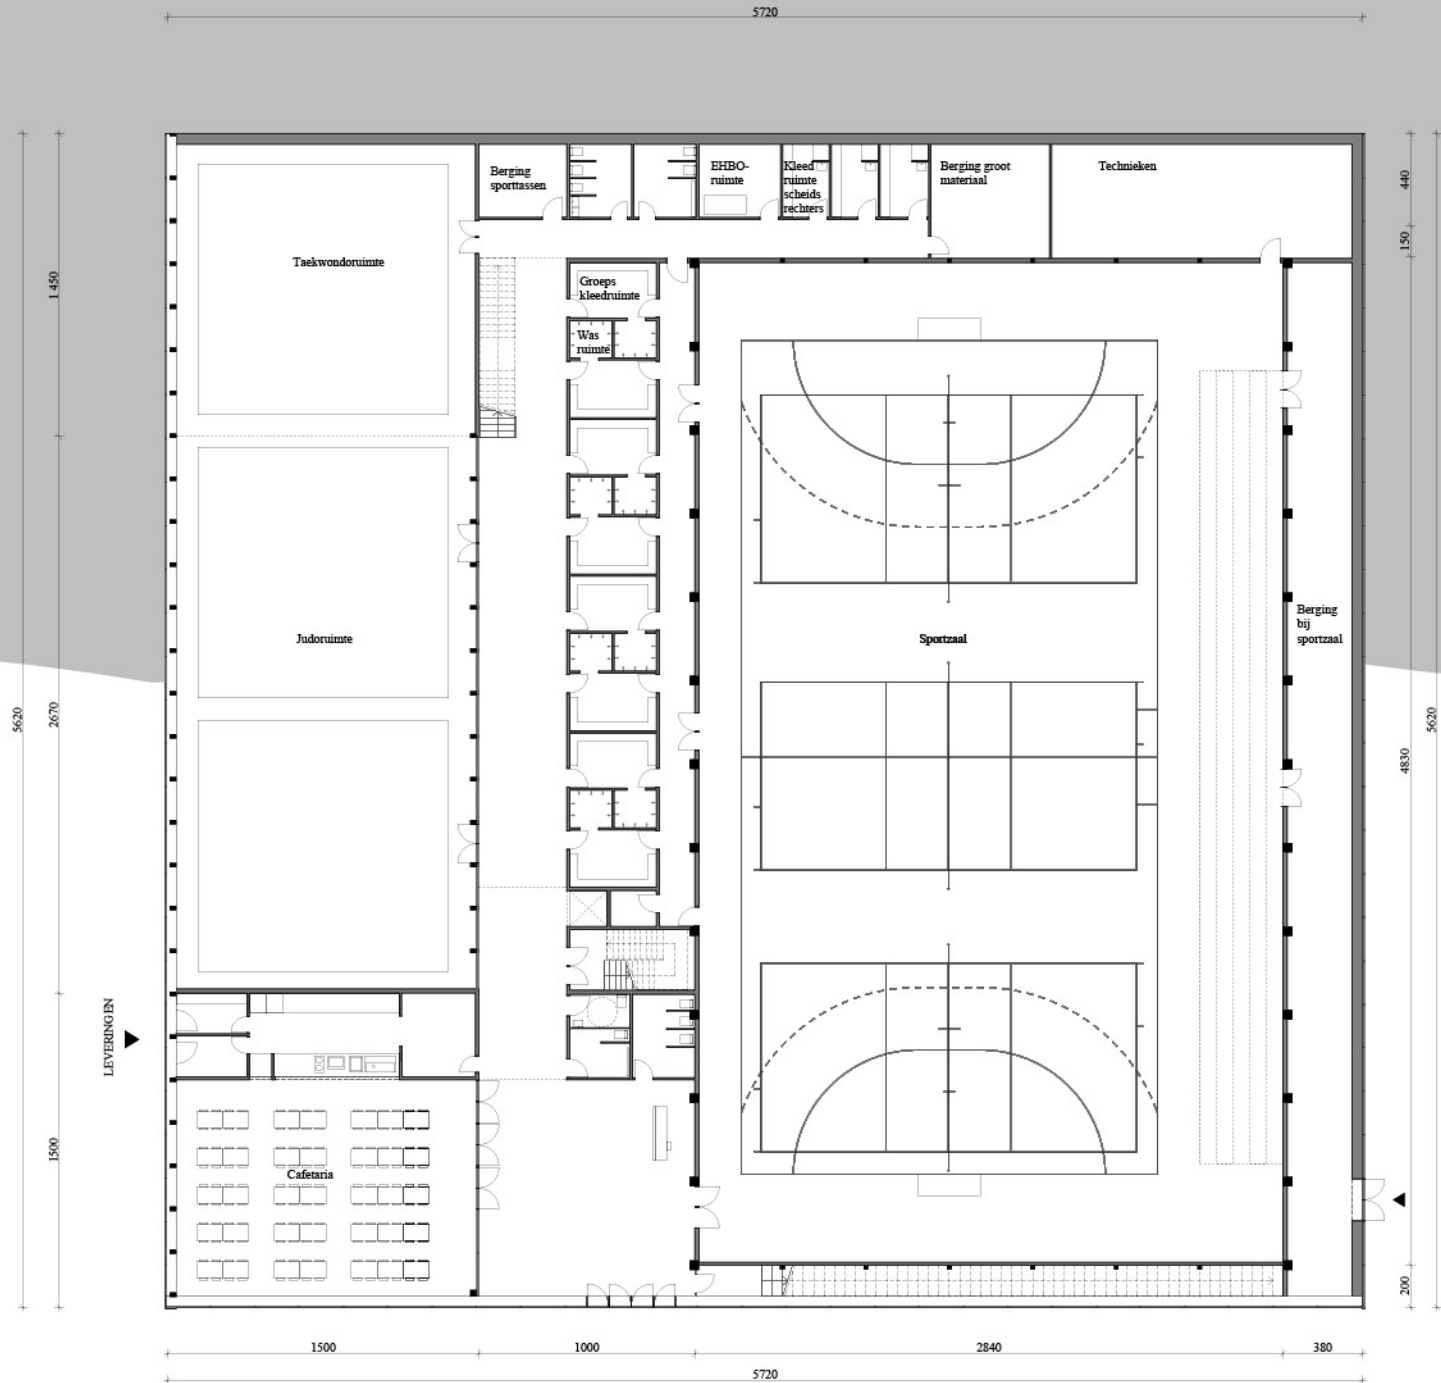 5720
Berging
sporttassen
EHBO-
ruimte
Kleed
ruimte
scheids
rechters
Berging groot
materiaal
Technieken
440
150
Taekwondoruimte
1 450
Groeps
kleedruimte
Was
ruimte
Judoruimte
Sportzaal
Berging
bij
sportzaal
5620
2670
4830
5620
LEVERINGEN
1500
Cafetaria
200
1500
1000
2840
380
5720